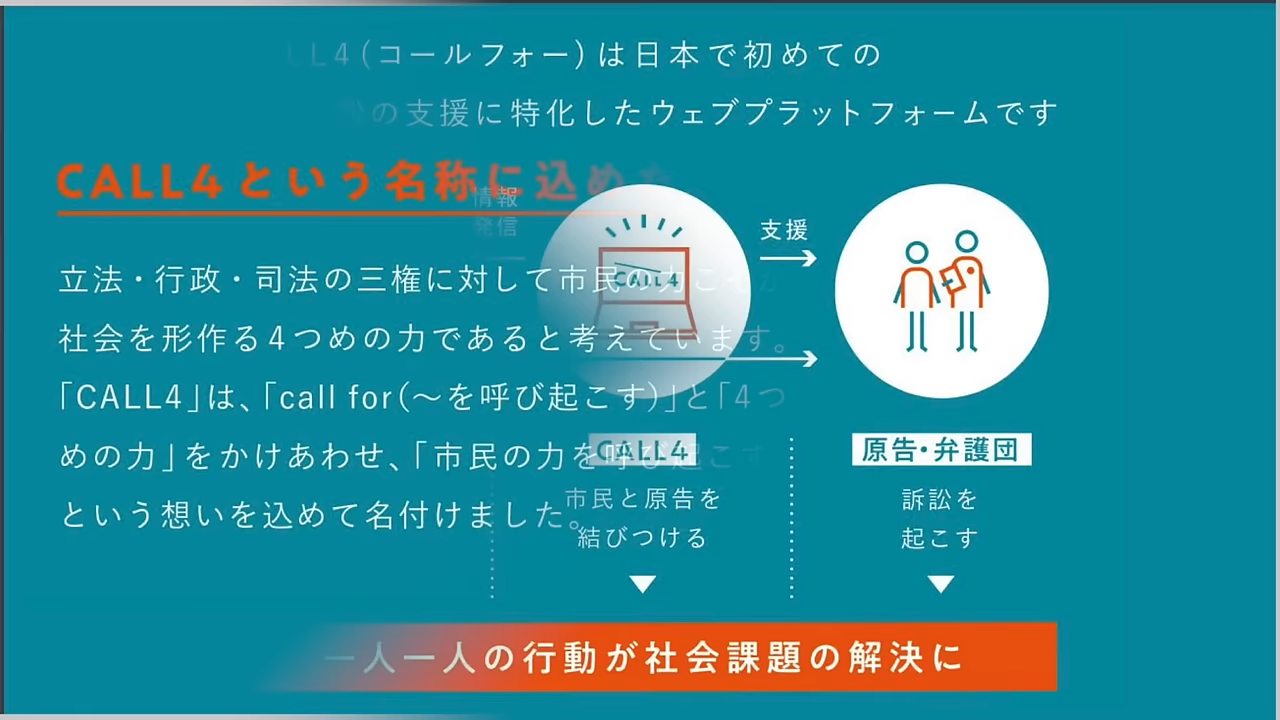 LL4(コールフォー)は日本で初めての
の支援に特化したウェブプラットフォームです
CALL4という名称に込めた
情報
発信
支援
CALL4
立法・行政・司法の三権に対して市民の力こそが
社会を形作る4つめの力であると考えています。
「CALL4」は、「call for(～を呼び起こす)」と「4つ
めの力」をかけあわせ、「市民の力を呼び起こす
という想いを込めて名付けました。
CALL4
市民と原告を
結びつける
原告・弁護団
訴訟を
起こす
一人一人の行動が社会課題の解決に